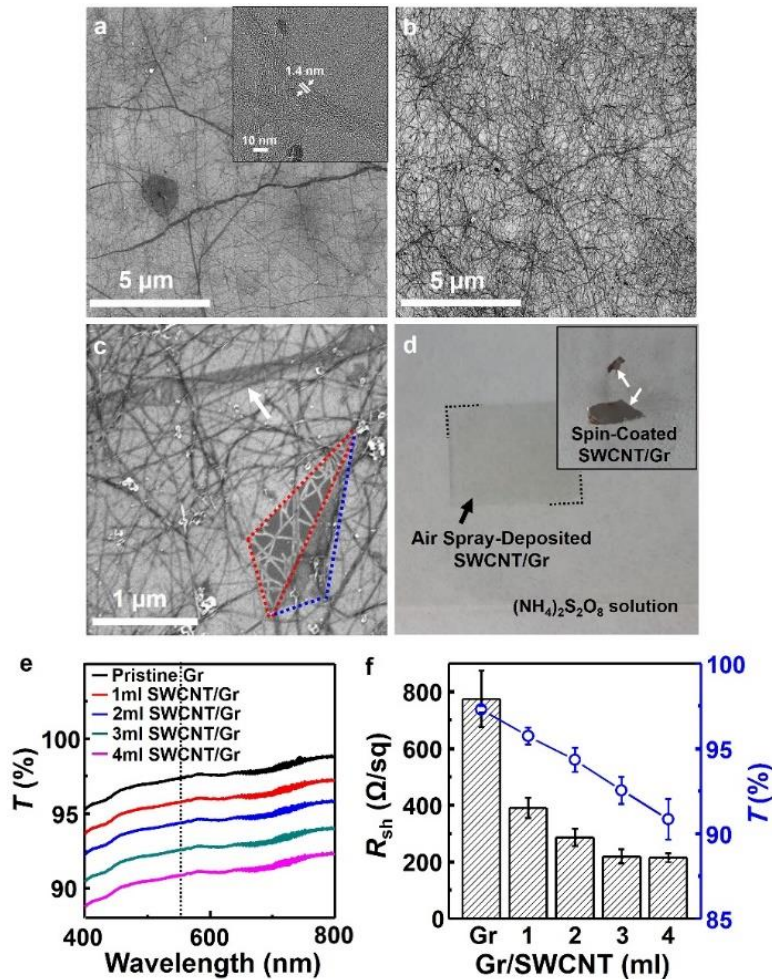 a
1.4 nm
10 nm
5 µm
b
5 µm
c
1 µm
d
Spin-Coated
SWCNT/Gr
Air Spray-Deposited
SWCNT/Gr
(NH₄)₂S₂O₈ solution
e
Pristine Gr
1ml SWCNT/Gr
2ml SWCNT/Gr
3ml SWCNT/Gr
4ml SWCNT/Gr
100
95
90
T (%)
400
600
800
Wavelength (nm)
f
800
600
400
200
0
Rsh (Ω/sq)
100
95
90
85
T (%)
Gr 1 2 3 4
Gr/SWCNT (ml)